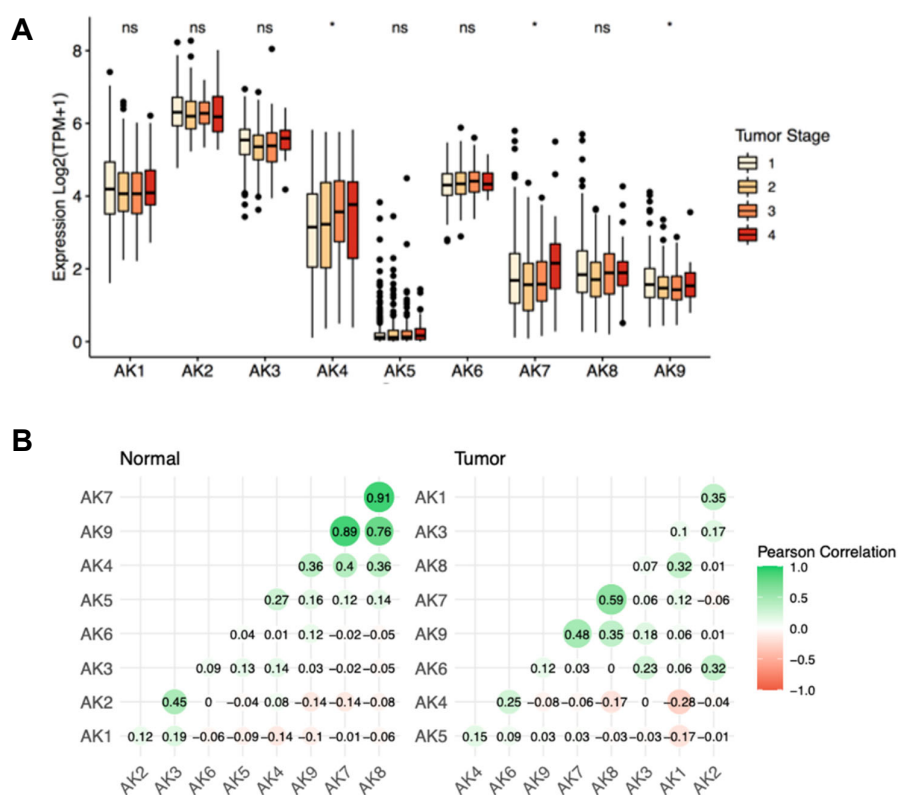 A
ns ns ns * ns ns * ns *
Expression Log2(TPM+1)
8
6
4
2
0
AK1 AK2 AK3 AK4 AK5 AK6 AK7 AK8 AK9
Tumor Stage
1
2
3
4
B
Normal
AK7 0.91
AK9 0.89 0.76
AK4 0.36 0.4 0.36
AK5 0.27 0.16 0.12 0.14
AK6 0.04 0.01 0.12 −0.02 −0.05
AK3 0.09 0.13 0.14 0.03 −0.02 −0.05
AK2 0.45 0 −0.04 0.08 −0.14 −0.14 −0.08
AK1 0.12 0.19 −0.06 −0.09 −0.14 −0.1 −0.01 −0.06
AK2 AK3 AK6 AK5 AK4 AK9 AK7 AK8
Tumor
AK1 0.35
AK3 0.1 0.17
AK8 0.07 0.32 0.01
AK7 0.59 0.06 0.12 −0.06
AK9 0.48 0.35 0.18 0.06 0.01
AK6 0.12 0.03 0 0.23 0.06 0.32
AK4 0.25 −0.08 −0.06 −0.17 0 −0.28 −0.04
AK5 0.15 0.09 0.03 0.03 −0.03 −0.03 −0.17 −0.01
AK4 AK6 AK9 AK7 AK8 AK3 AK1 AK2
Pearson Correlation
1.0
0.5
0.0
−0.5
−1.0